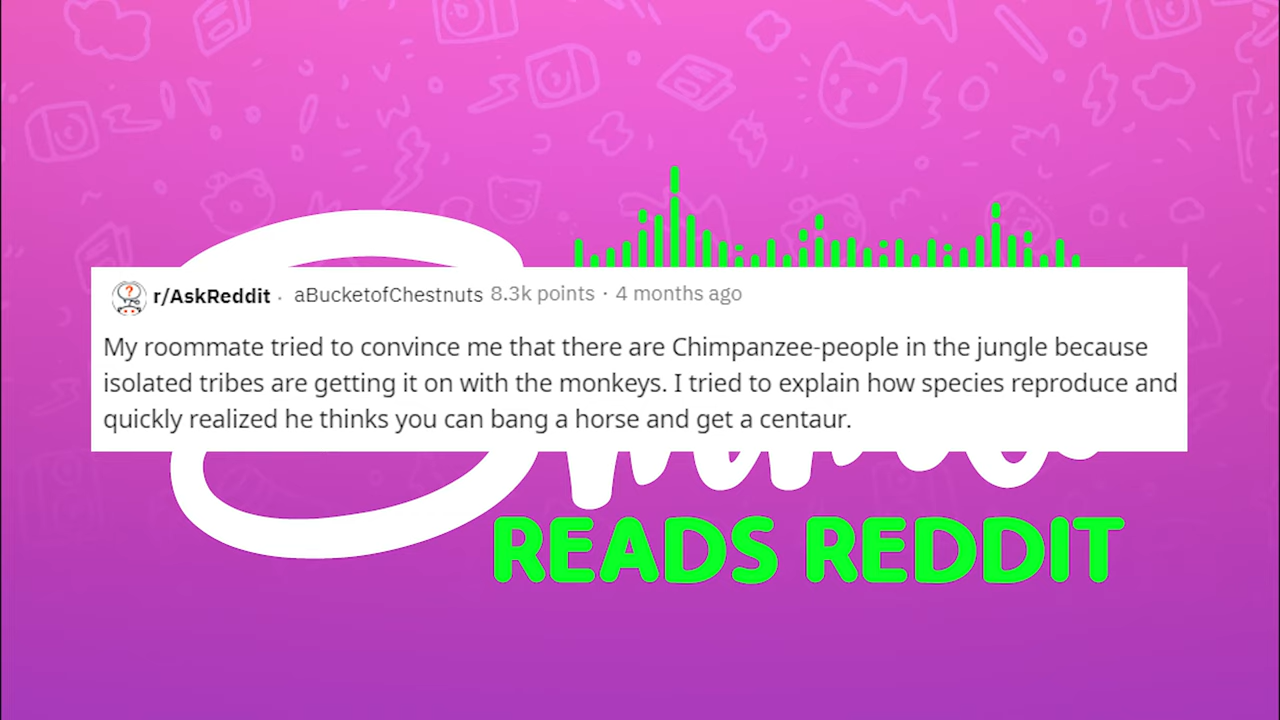 r/AskReddit · aBucketofChestnuts 8.3k points · 4 months ago
My roommate tried to convince me that there are Chimpanzee-people in the jungle because
isolated tribes are getting it on with the monkeys. I tried to explain how species reproduce and
quickly realized he thinks you can bang a horse and get a centaur.
READS REDDIT